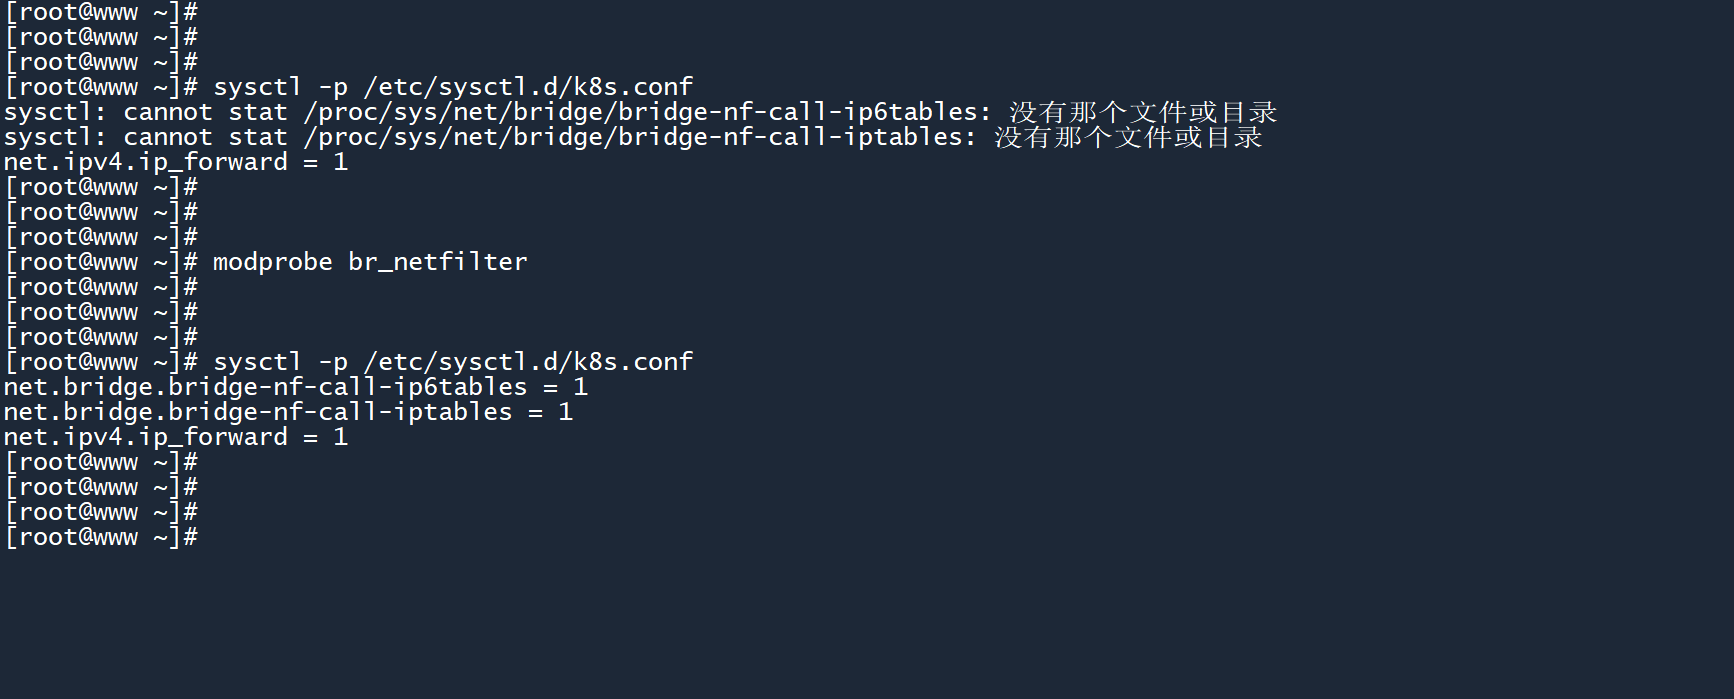 [root@www ~]#
[root@www ~]#
[root@www ~]#
[root@www ~]# sysctl -p /etc/sysctl.d/k8s.conf
sysctl: cannot stat /proc/sys/net/bridge/bridge-nf-call-ip6tables: 没有那个文件或目录
sysctl: cannot stat /proc/sys/net/bridge/bridge-nf-call-iptables: 没有那个文件或目录
net.ipv4.ip_forward = 1
[root@www ~]#
[root@www ~]#
[root@www ~]#
[root@www ~]# modprobe br_netfilter
[root@www ~]#
[root@www ~]#
[root@www ~]#
[root@www ~]# sysctl -p /etc/sysctl.d/k8s.conf
net.bridge.bridge-nf-call-ip6tables = 1
net.bridge.bridge-nf-call-iptables = 1
net.ipv4.ip_forward = 1
[root@www ~]#
[root@www ~]#
[root@www ~]#
[root@www ~]#